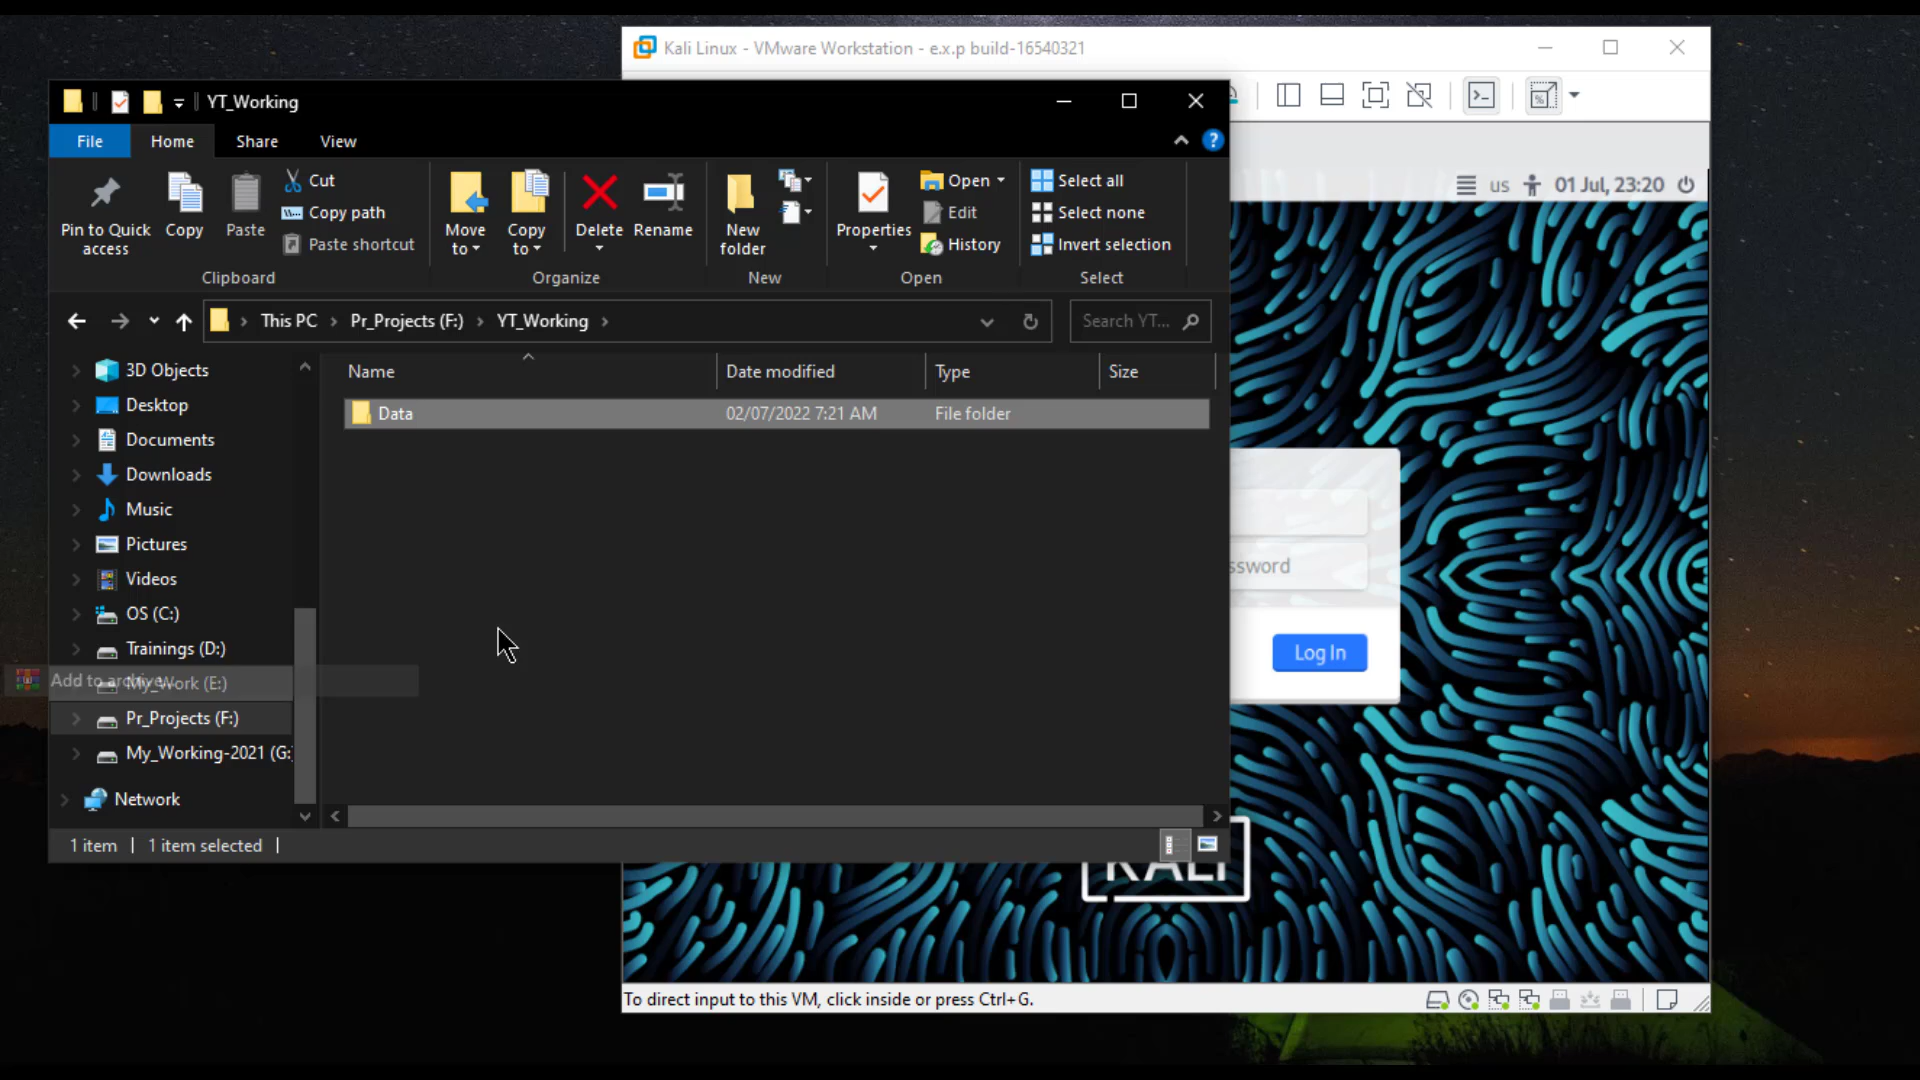 Kali Linux - VMware Workstation - e.x.p build-16540321
YT_Working
File
Home
Share
View
Pin to Quick access
Copy
Paste
Cut
Copy path
Paste shortcut
Clipboard
Move to
Copy to
Delete
Rename
Organize
New folder
New
Properties
Open
Edit
History
Open
Select all
Select none
Invert selection
Select
us
01 Jul, 23:20
This PC
Pr_Projects (F:)
YT_Working
Search YT...
Name
Date modified
Type
Size
Data
02/07/2022 7:21 AM
File folder
3D Objects
Desktop
Documents
Downloads
Music
Pictures
Videos
OS (C:)
Trainings (D:)
Add to archive...
My_Work (E:)
Pr_Projects (F:)
My_Working-2021 (G:
Network
1 item
1 item selected
ssword
Log In
KALI
To direct input to this VM, click inside or press Ctrl+G.